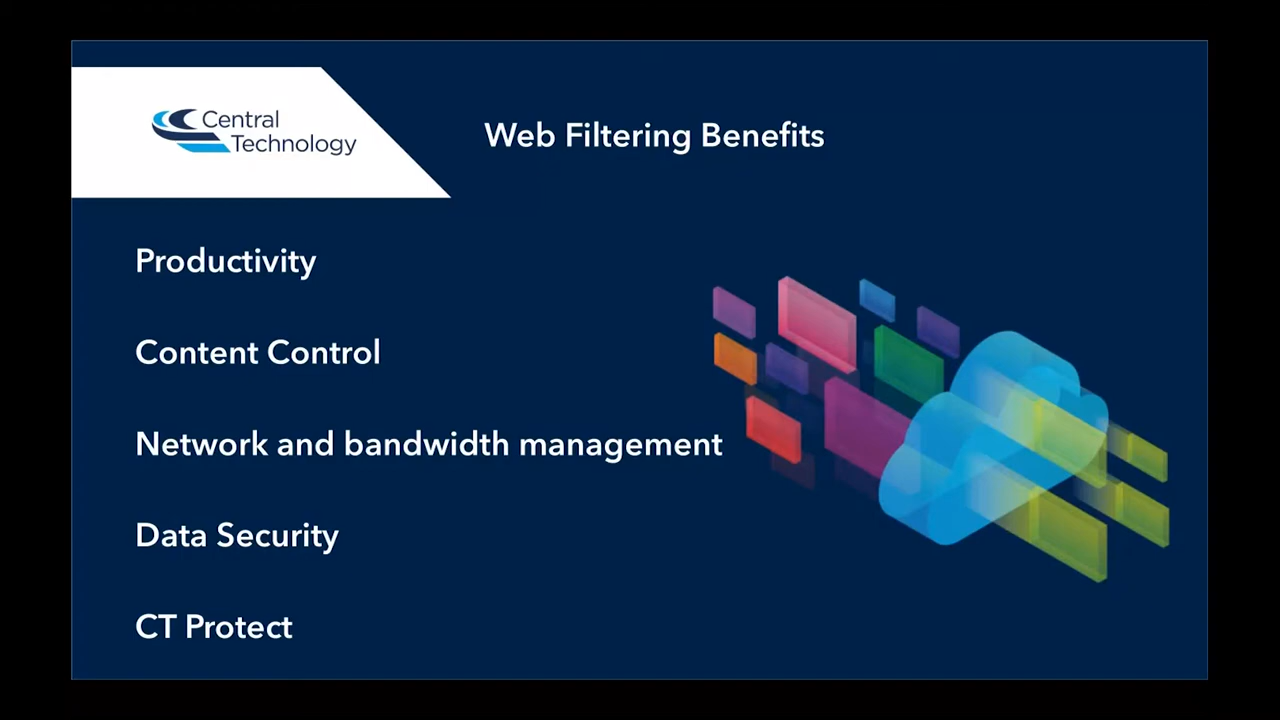 Central
Technology
Web Filtering Benefits
Productivity
Content Control
Network and bandwidth management
Data Security
CT Protect